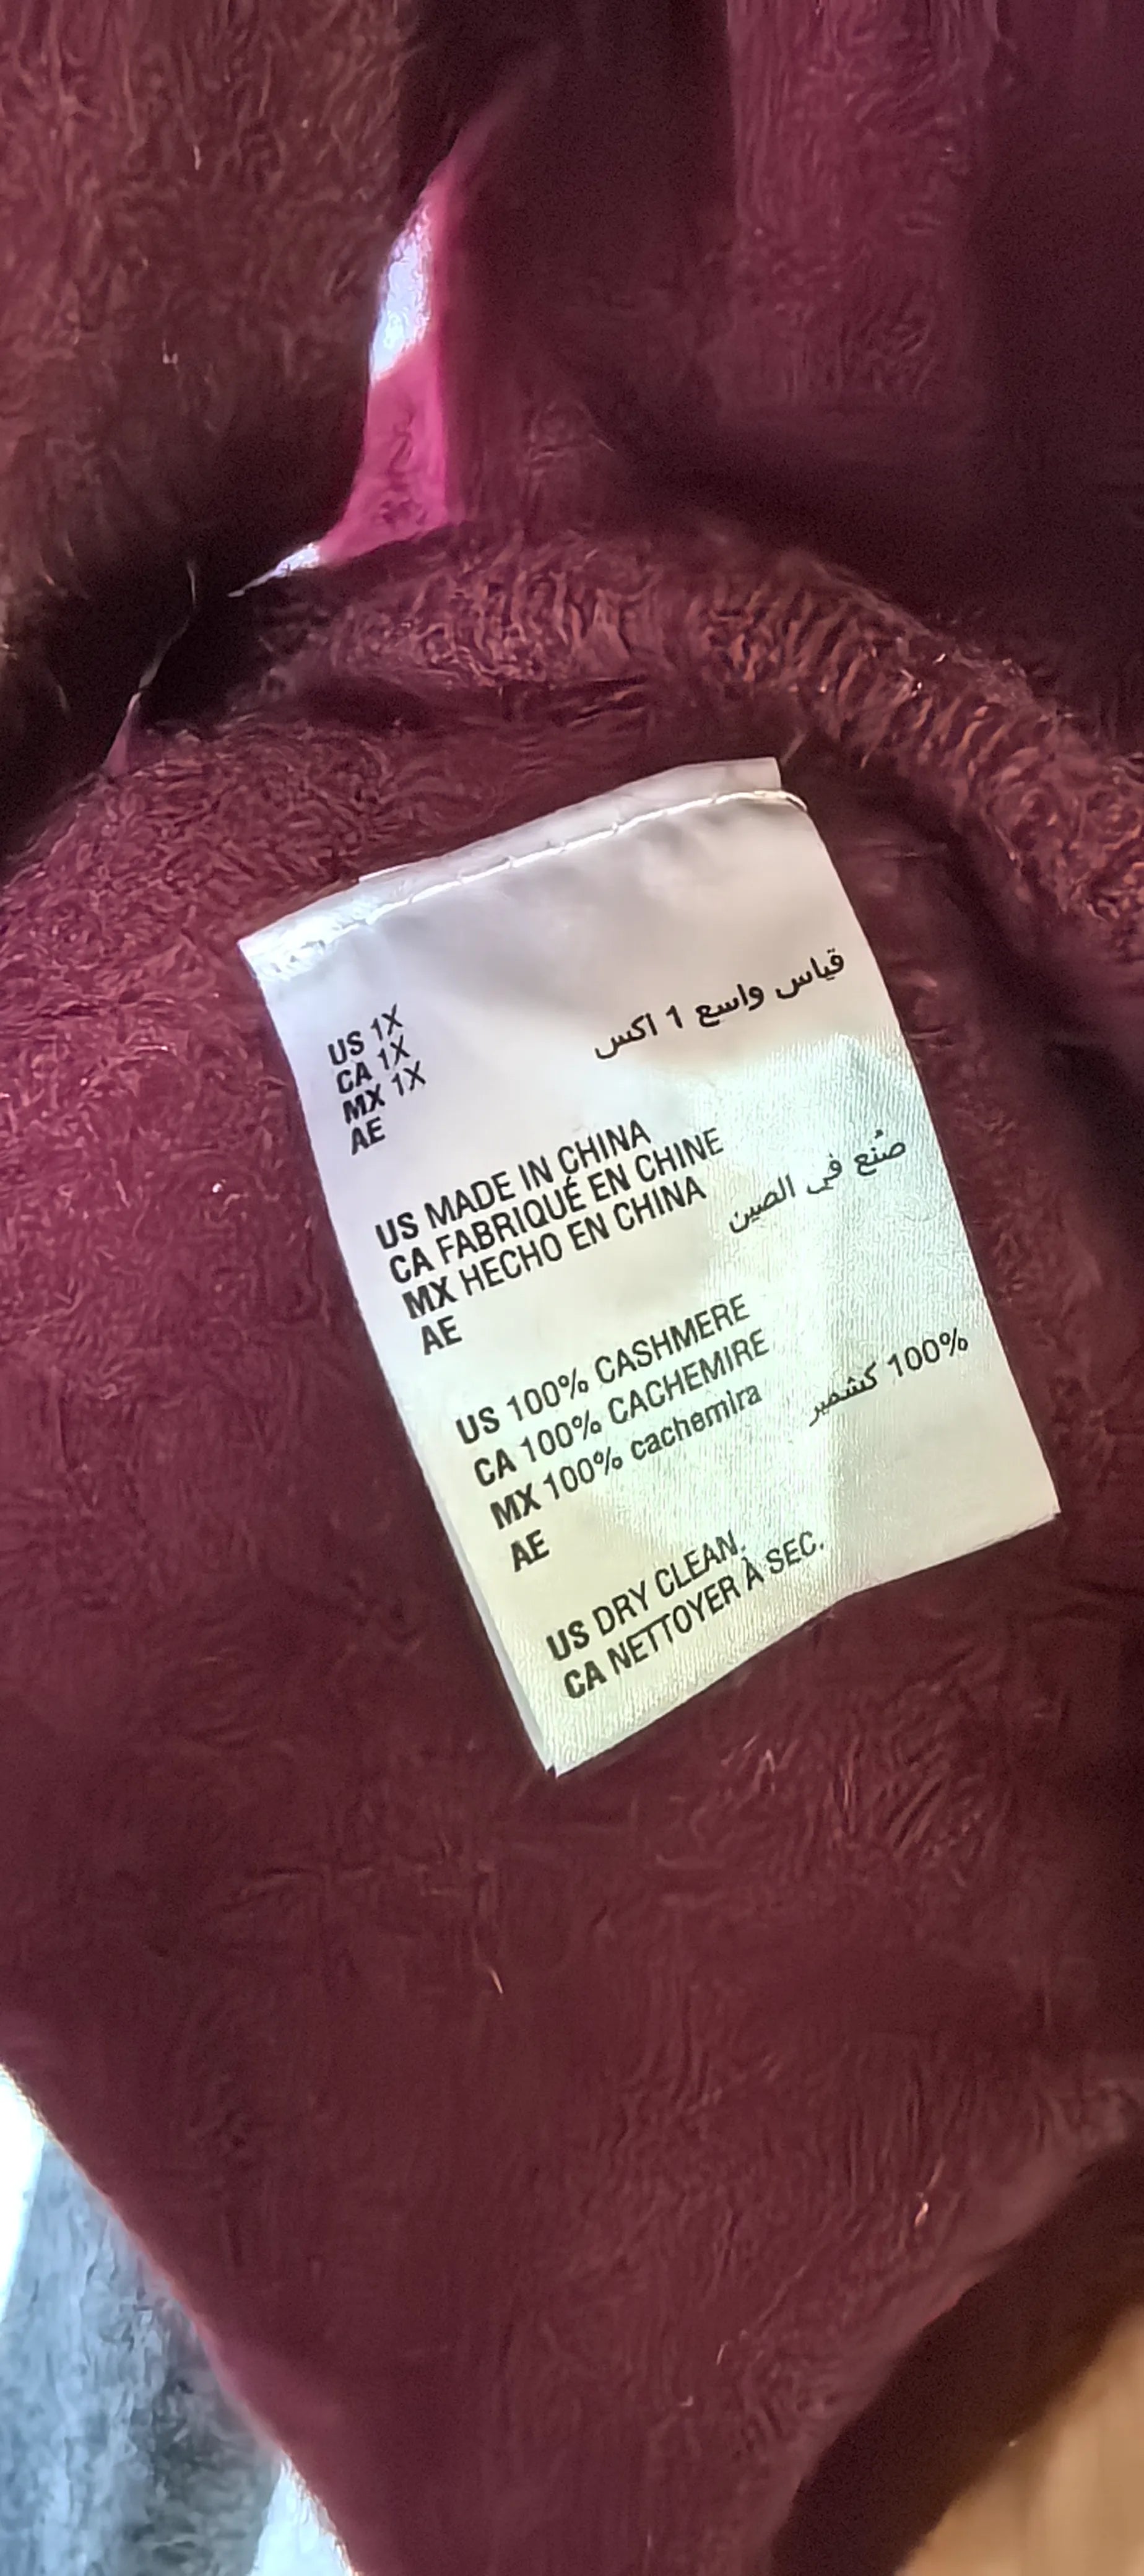 US 1X
CA 1X
MX 1X
AE قياس واسع 1 اكس
US MADE IN CHINA
CA FABRIQUÉ EN CHINE
MX HECHO EN CHINA
AE صُنع في الصين
US 100% CASHMERE
CA 100% CACHEMIRE
MX 100% cachemira
AE 100% كشمير
US DRY CLEAN.
CA NETTOYER À SEC.